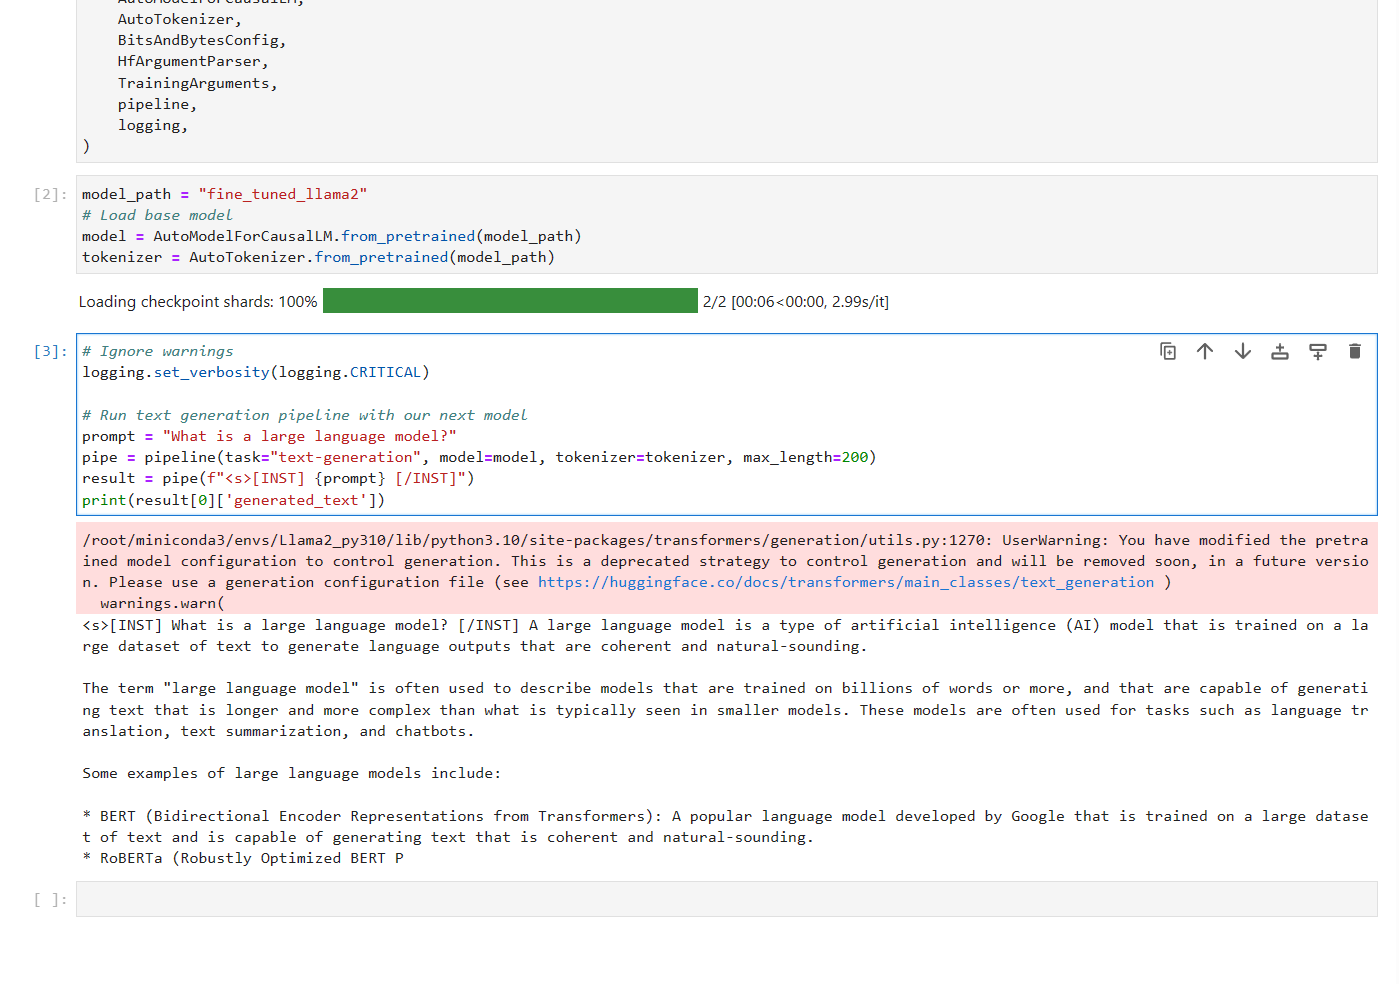 AutoModelForCausalLM,
AutoTokenizer,
BitsAndBytesConfig,
HfArgumentParser,
TrainingArguments,
pipeline,
logging,
)
[2]:
model_path = "fine_tuned_llama2"
# Load base model
model = AutoModelForCausalLM.from_pretrained(model_path)
tokenizer = AutoTokenizer.from_pretrained(model_path)
Loading checkpoint shards: 100% 2/2 [00:06<00:00, 2.99s/it]
[3]:
# Ignore warnings
logging.set_verbosity(logging.CRITICAL)
# Run text generation pipeline with our next model
prompt = "What is a large language model?"
pipe = pipeline(task="text-generation", model=model, tokenizer=tokenizer, max_length=200)
result = pipe(f"<s>[INST] {prompt} [/INST]")
print(result[0]['generated_text'])
/root/miniconda3/envs/Llama2_py310/lib/python3.10/site-packages/transformers/generation/utils.py:1270: UserWarning: You have modified the pretra
ined model configuration to control generation. This is a deprecated strategy to control generation and will be removed soon, in a future versio
n. Please use a generation configuration file (see https://huggingface.co/docs/transformers/main_classes/text_generation )
warnings.warn(
<s>[INST] What is a large language model? [/INST] A large language model is a type of artificial intelligence (AI) model that is trained on a la
rge dataset of text to generate language outputs that are coherent and natural-sounding.
The term "large language model" is often used to describe models that are trained on billions of words or more, and that are capable of generati
ng text that is longer and more complex than what is typically seen in smaller models. These models are often used for tasks such as language tr
anslation, text summarization, and chatbots.
Some examples of large language models include:
* BERT (Bidirectional Encoder Representations from Transformers): A popular language model developed by Google that is trained on a large datase
t of text and is capable of generating text that is coherent and natural-sounding.
* RoBERTa (Robustly Optimized BERT P
[ ]: